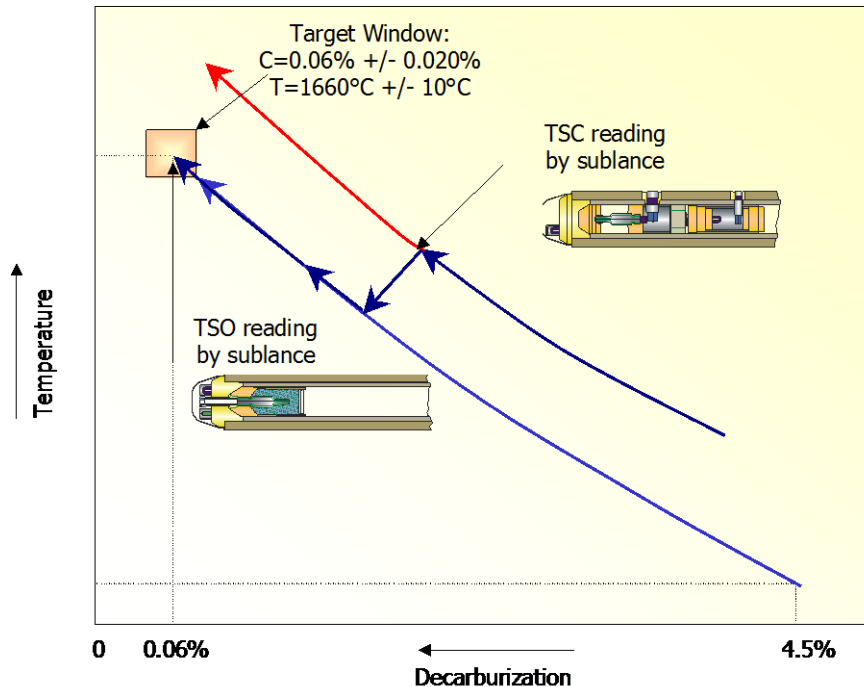 Target Window:
C=0.06% +/- 0.020%
T=1660°C +/- 10°C
TSC reading
by sublance
TSO reading
by sublance
Temperature
0
0.06%
4.5%
Decarburization